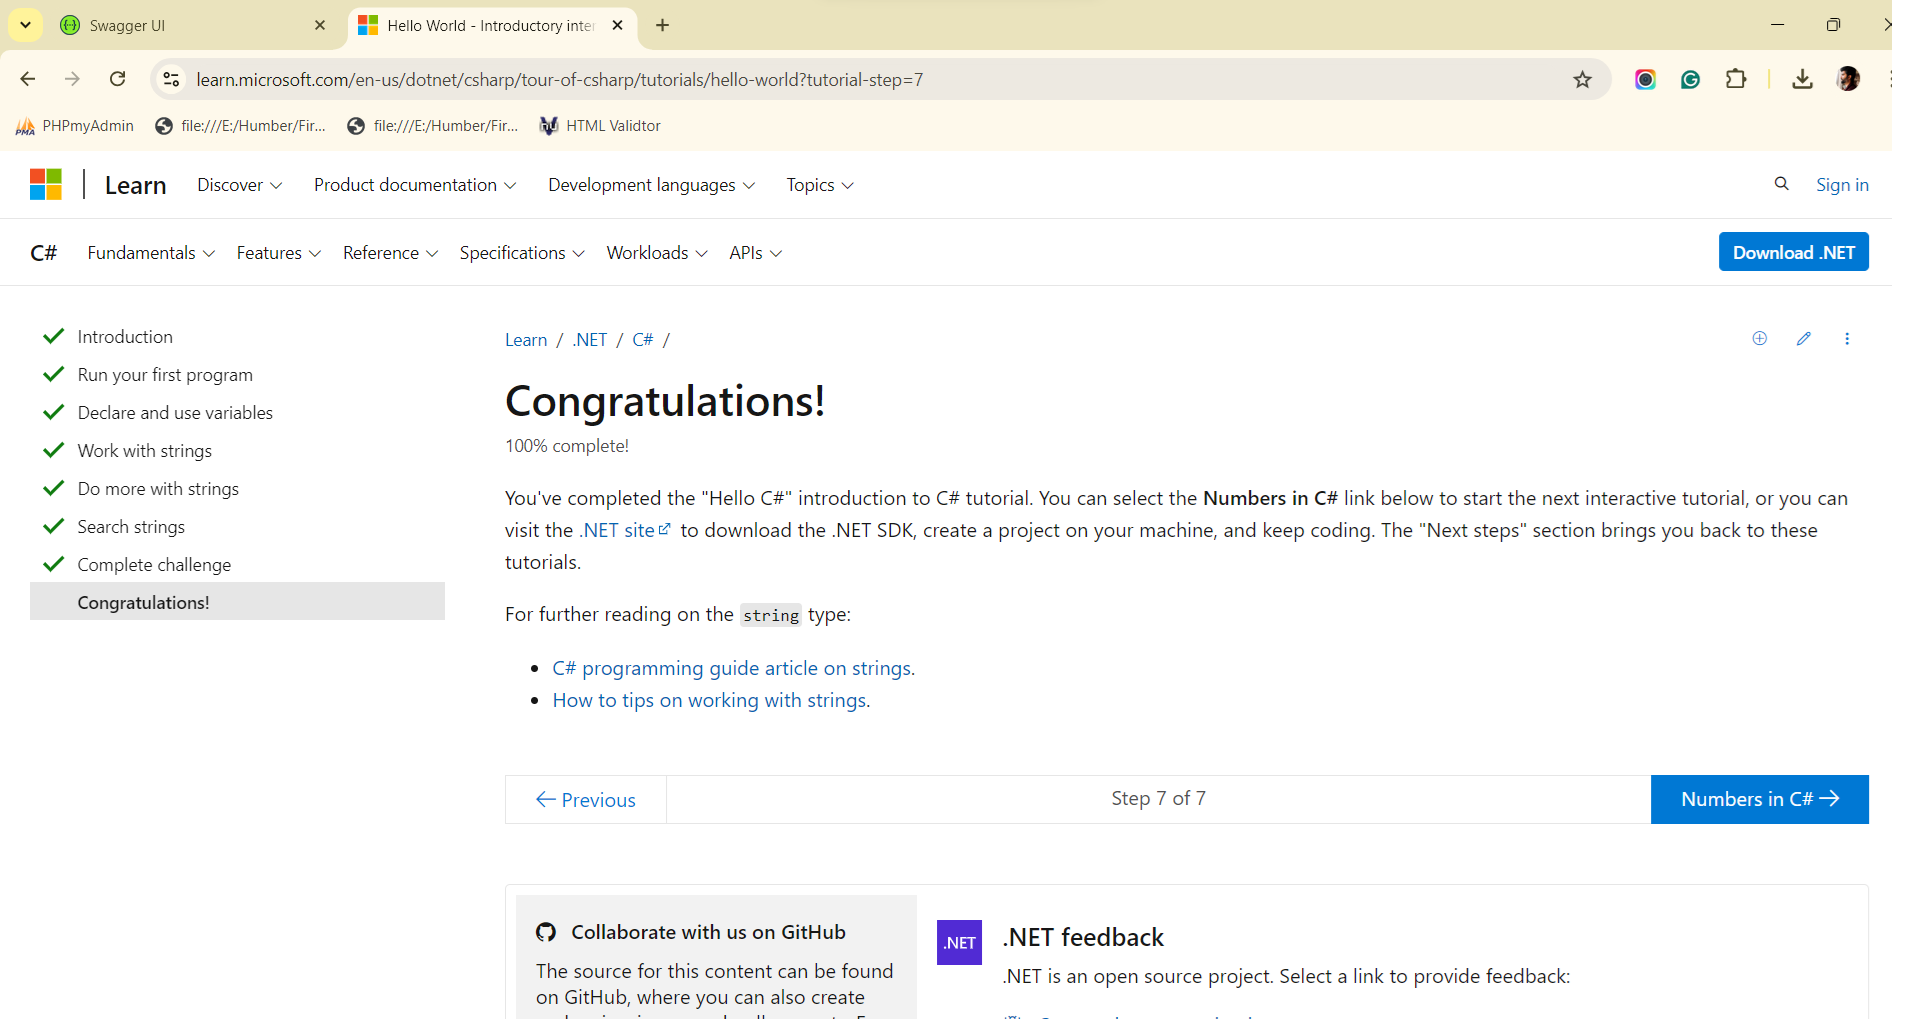 Swagger UI
Hello World - Introductory inter
learn.microsoft.com/en-us/dotnet/csharp/tour-of-csharp/tutorials/hello-world?tutorial-step=7
PMA PHPmyAdmin file:///E:/Humber/Fir... file:///E:/Humber/Fir... HTML Validtor
Learn Discover Product documentation Development languages Topics Sign in
C# Fundamentals Features Reference Specifications Workloads APIs Download .NET
Introduction
Run your first program
Declare and use variables
Work with strings
Do more with strings
Search strings
Complete challenge
Congratulations!
Learn / .NET / C# /
Congratulations!
100% complete!
You've completed the "Hello C#" introduction to C# tutorial. You can select the Numbers in C# link below to start the next interactive tutorial, or you can
visit the .NET site to download the .NET SDK, create a project on your machine, and keep coding. The "Next steps" section brings you back to these
tutorials.
For further reading on the string type:
• C# programming guide article on strings.
• How to tips on working with strings.
Previous Step 7 of 7 Numbers in C#
Collaborate with us on GitHub
The source for this content can be found
on GitHub, where you can also create
.NET
.NET feedback
.NET is an open source project. Select a link to provide feedback: